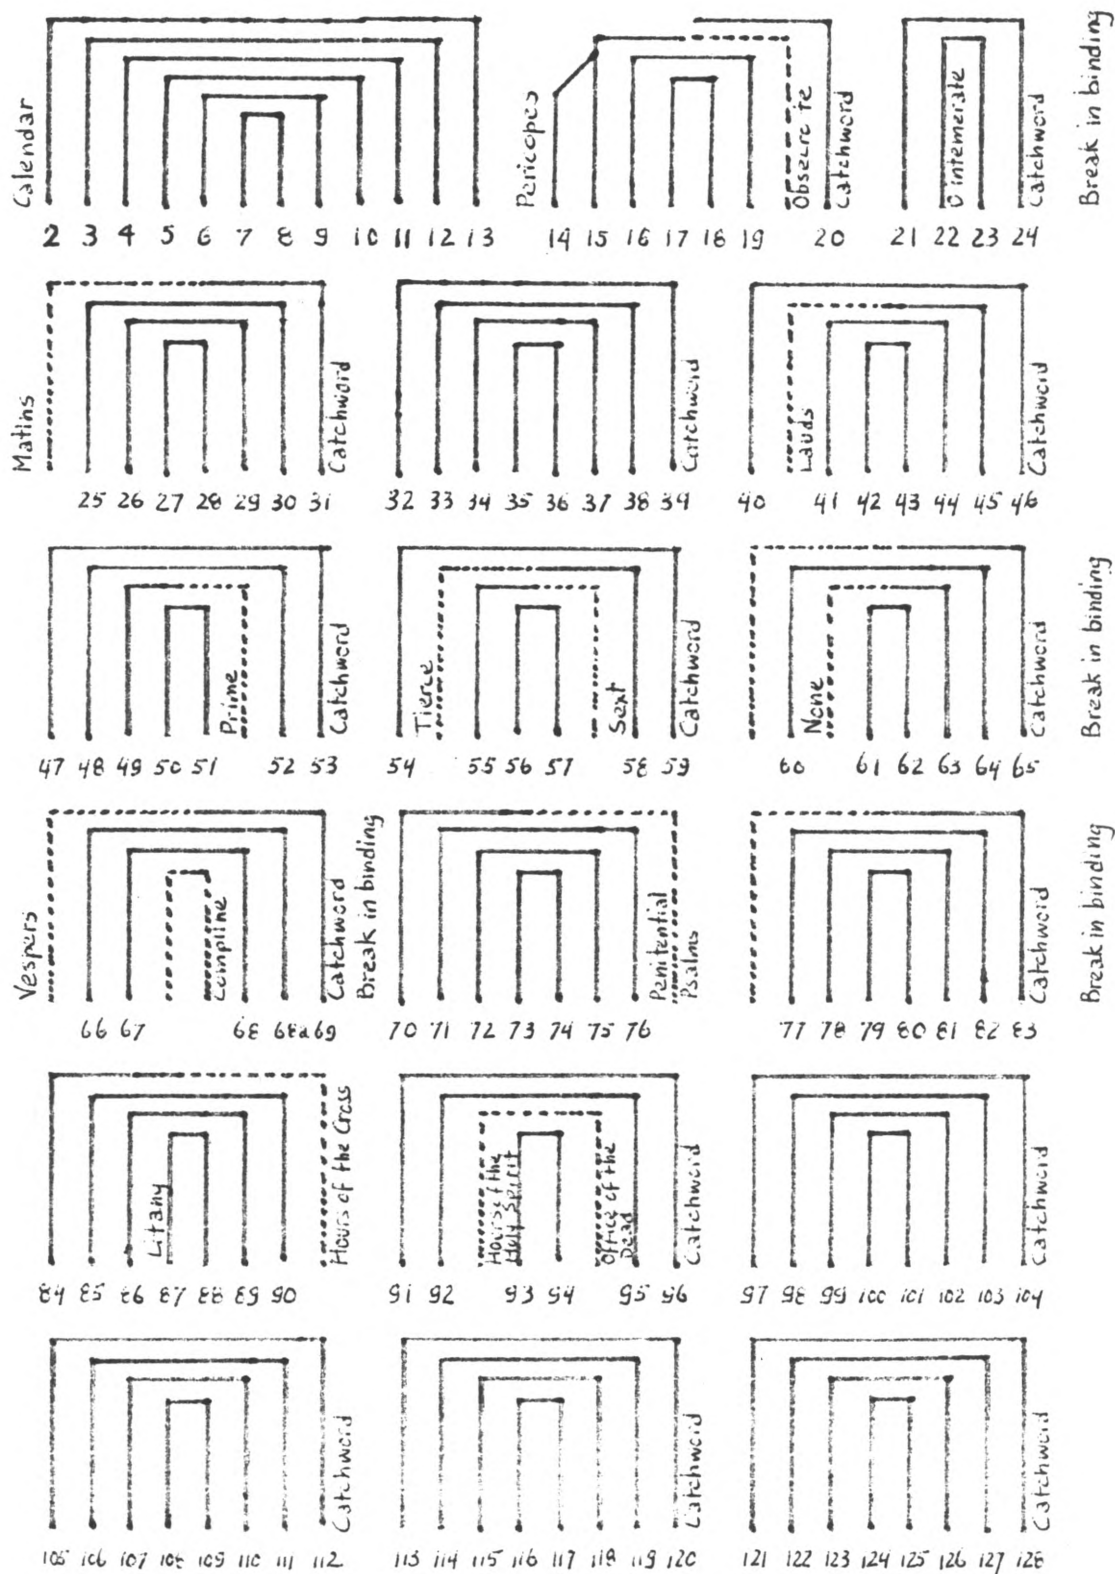 Calendar
Pericopes
Obsecro te
Catchword
O intemerate
Catchword
Break in binding
2 3 4 5 6 7 8 9 10 11 12 13
14 15 16 17 18 19 20
21 22 23 24
Matins
Catchword
Catchword
Lauds
Catchword
25 26 27 28 29 30 31
32 33 34 35 36 37 38 39
40 41 42 43 44 45 46
Prime
Catchword
Tierce
Sext
Catchword
None
Catchword
Break in binding
47 48 49 50 51 52 53
54 55 56 57 58 59
60 61 62 63 64 65
Vespers
Compline
Catchword
Break in binding
Penitential
Psalms
Catchword
Break in binding
66 67 68 68a 69
70 71 72 73 74 75 76
77 78 79 80 81 82 83
Litany
Hours of the Cross
Hours of the
Holy Spirit
Office of the
Dead
Catchword
Catchword
84 85 86 87 88 89 90
91 92 93 94 95 96
97 98 99 100 101 102 103 104
Catchword
Catchword
Catchword
105 106 107 108 109 110 111 112
113 114 115 116 117 118 119 120
121 122 123 124 125 126 127 128